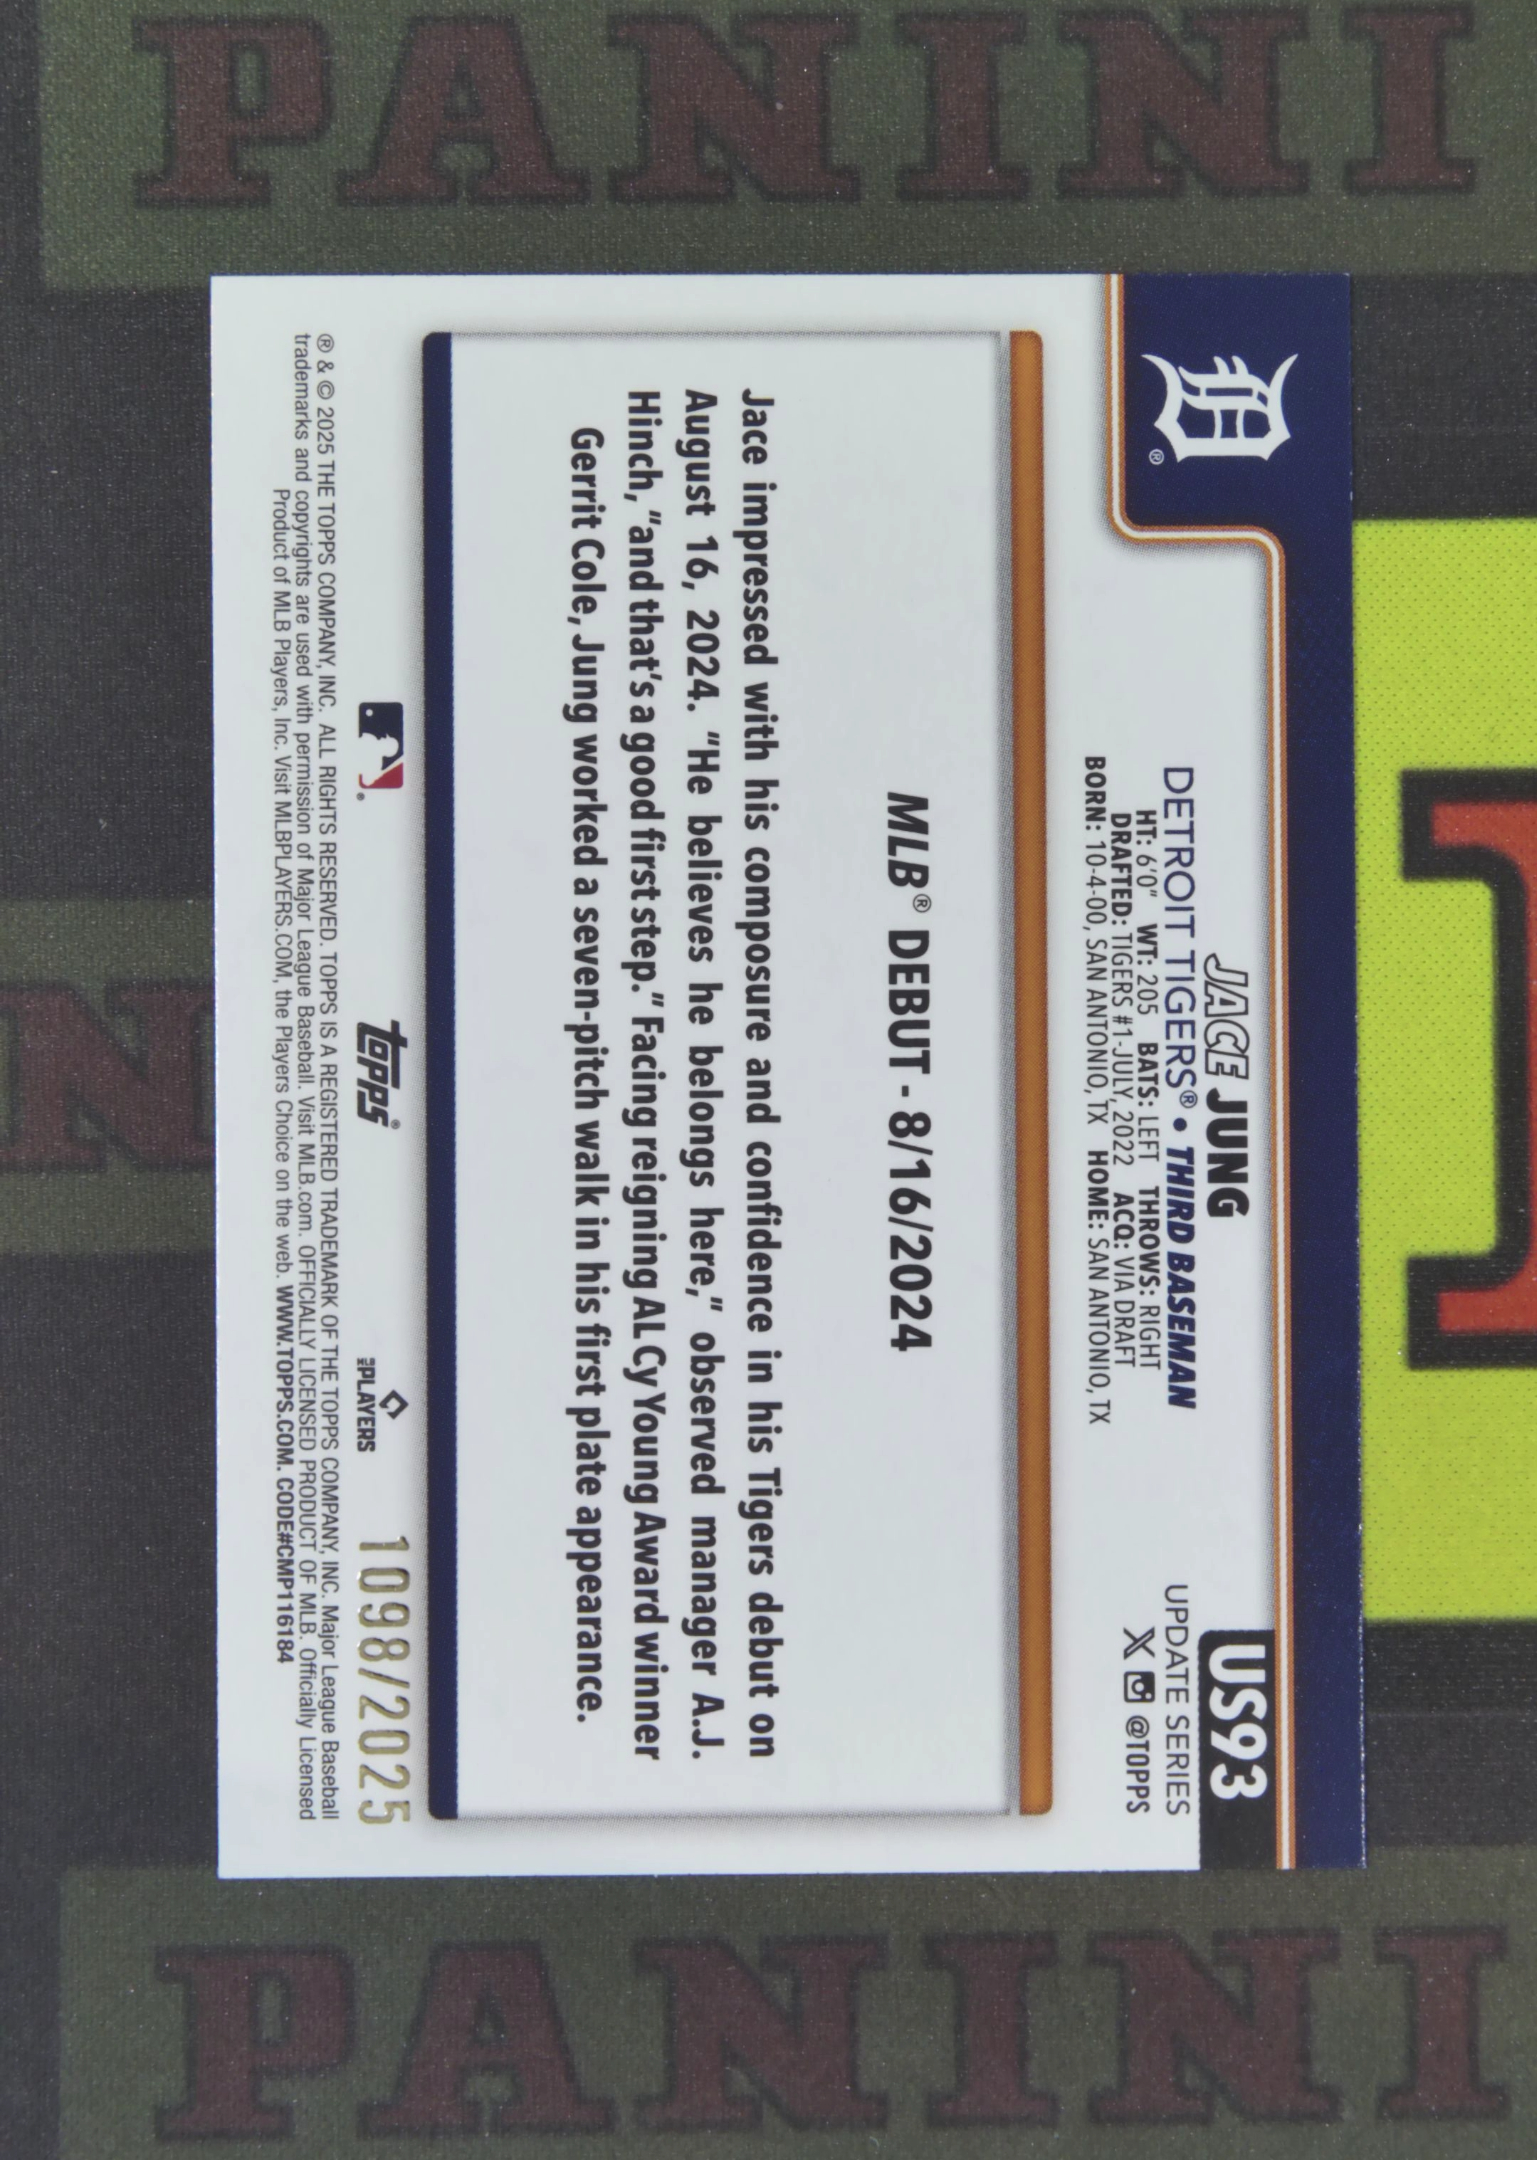 PANINI
D®
JACE JUNG
DETROIT TIGERS® • THIRD BASEMAN
HT: 6'0" WT: 205 BATS: LEFT THROWS: RIGHT
DRAFTED: TIGERS #1-JULY, 2022 ACQ: VIA DRAFT
BORN: 10-4-00, SAN ANTONIO, TX HOME: SAN ANTONIO, TX
US93
UPDATE SERIES
X @TOPPS
MLB® DEBUT - 8/16/2024
Jace impressed with his composure and confidence in his Tigers debut on
August 16, 2024. "He believes he belongs here," observed manager A.J.
Hinch, "and that's a good first step." Facing reigning AL Cy Young Award winner
Gerrit Cole, Jung worked a seven-pitch walk in his first plate appearance.
®
topps®
MLBPLAYERS
1098/2025
® & © 2025 THE TOPPS COMPANY, INC. ALL RIGHTS RESERVED. TOPPS IS A REGISTERED TRADEMARK OF THE TOPPS COMPANY, INC. Major League Baseball
trademarks and copyrights are used with permission of Major League Baseball. Visit MLB.com. OFFICIALLY LICENSED PRODUCT OF MLB. Officially Licensed
Product of MLB Players, Inc. Visit MLBPLAYERS.COM, the Players Choice on the web. WWW.TOPPS.COM. CODE#CMP116184
N
PANINI